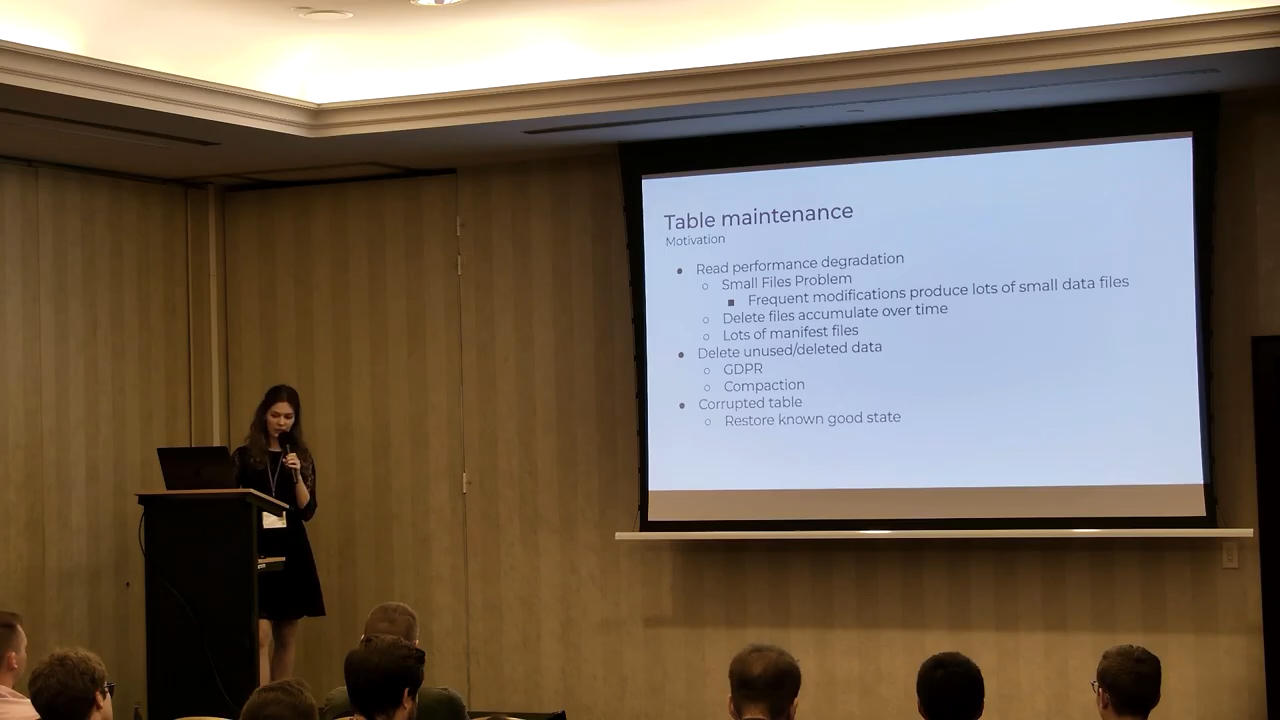 Table maintenance
Motivation
● Read performance degradation
○ Small Files Problem
■ Frequent modifications produce lots of small data files
○ Delete files accumulate over time
○ Lots of manifest files
● Delete unused/deleted data
○ GDPR
○ Compaction
● Corrupted table
○ Restore known good state